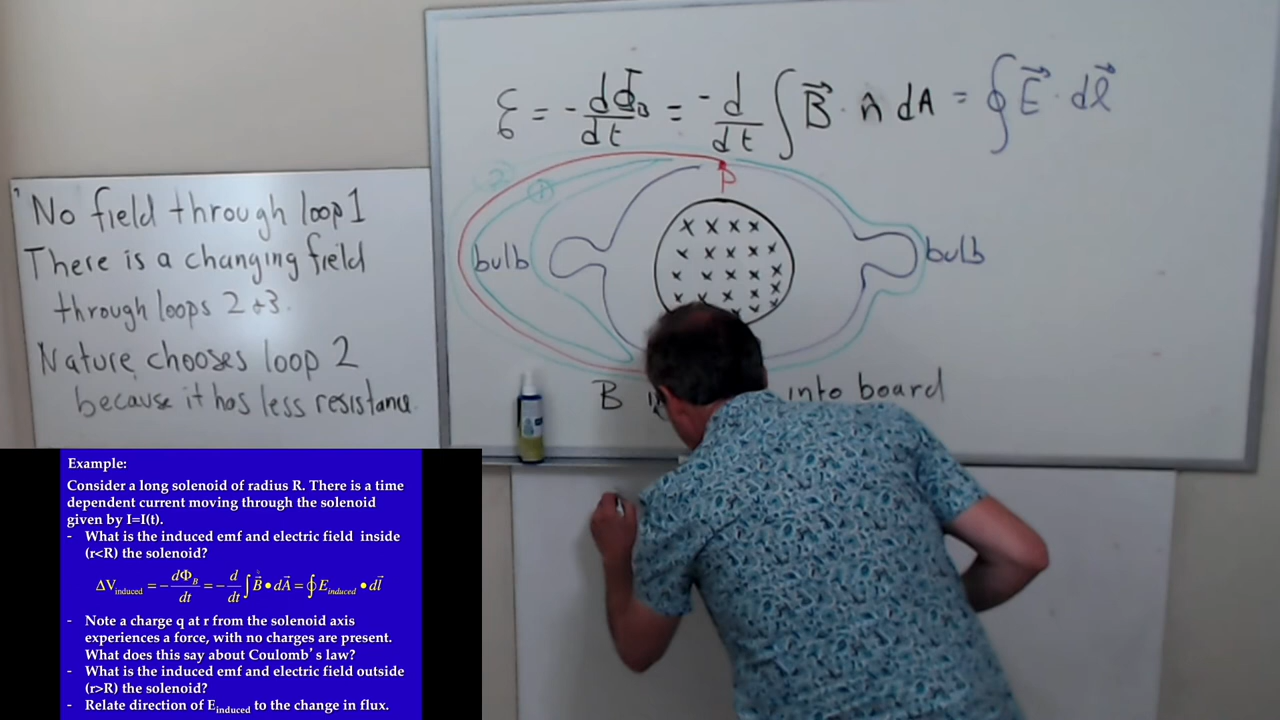 ℰ = - dΦ_B/dt = - d/dt ∫ B⃗ · n̂ dA = ∮ E⃗ · dl⃗
P
bulb
bulb
B
into board
No field through loop 1
There is a changing field
through loops 2 + 3.
Nature chooses loop 2
because it has less resistance.
Example:
Consider a long solenoid of radius R. There is a time
dependent current moving through the solenoid
given by I=I(t).
- What is the induced emf and electric field inside
(r<R) the solenoid?
ΔV_induced = - dΦ_B/dt = - d/dt ∫ B⃗ • dA⃗ = ∮ E_induced • dl⃗
- Note a charge q at r from the solenoid axis
experiences a force, with no charges are present.
What does this say about Coulomb's law?
- What is the induced emf and electric field outside
(r>R) the solenoid?
- Relate direction of E_induced to the change in flux.